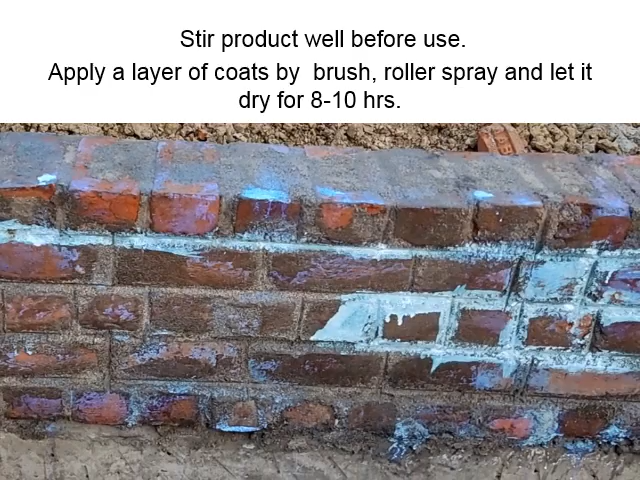 Stir product well before use.
Apply a layer of coats by  brush, roller spray and let it
dry for 8-10 hrs.